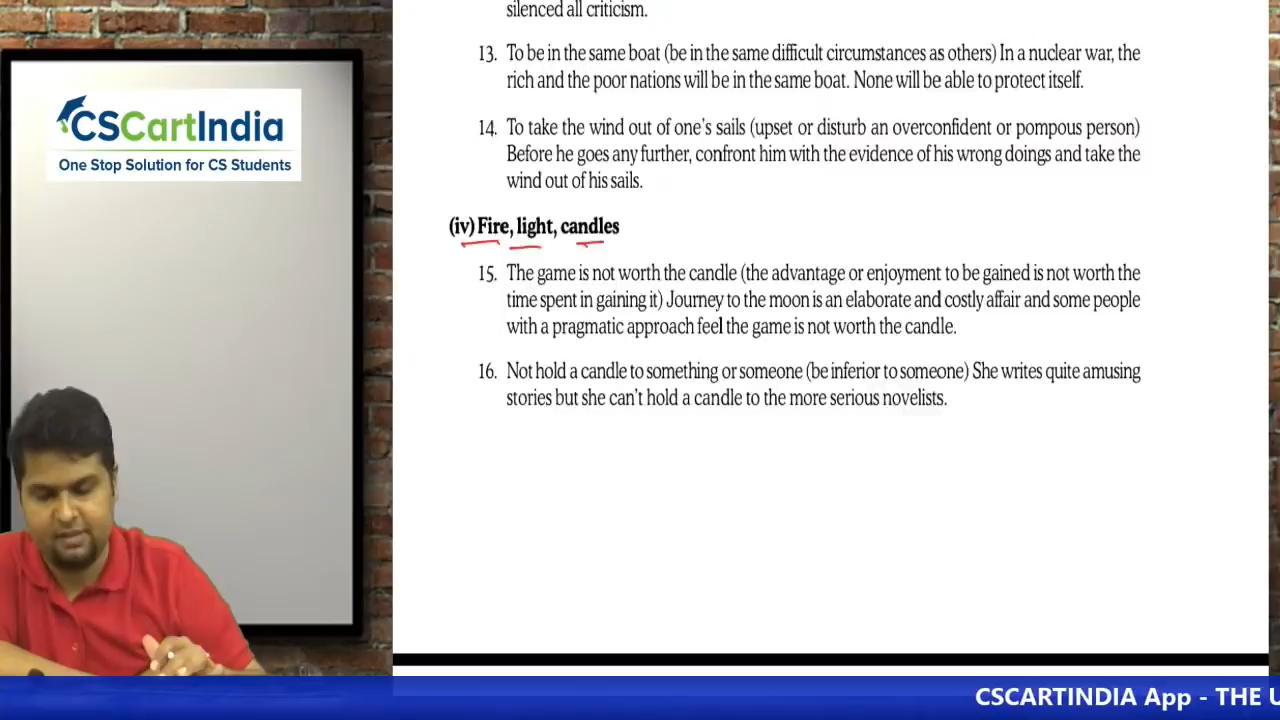 silenced all criticism.
13. To be in the same boat (be in the same difficult circumstances as others) In a nuclear war, the
rich and the poor nations will be in the same boat. None will be able to protect itself.
14. To take the wind out of one's sails (upset or disturb an overconfident or pompous person)
Before he goes any further, confront him with the evidence of his wrong doings and take the
wind out of his sails.
(iv) Fire, light, candles
15. The game is not worth the candle (the advantage or enjoyment to be gained is not worth the
time spent in gaining it) Journey to the moon is an elaborate and costly affair and some people
with a pragmatic approach feel the game is not worth the candle.
16. Not hold a candle to something or someone (be inferior to someone) She writes quite amusing
stories but she can't hold a candle to the more serious novelists.
CSCartIndia
One Stop Solution for CS Students
CSCARTINDIA App - THE U